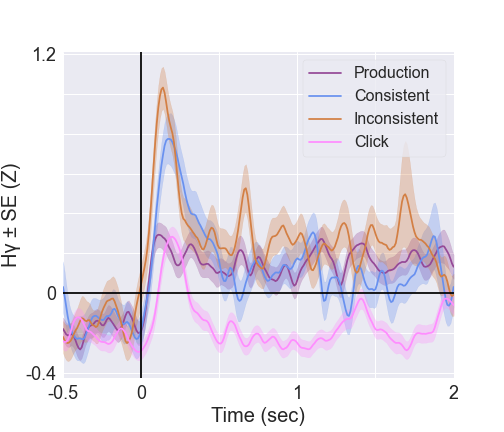 1.2
Production
Consistent
Inconsistent
Click
Hγ ± SE (Z)
0
-0.4
-0.5
0
1
2
Time (sec)